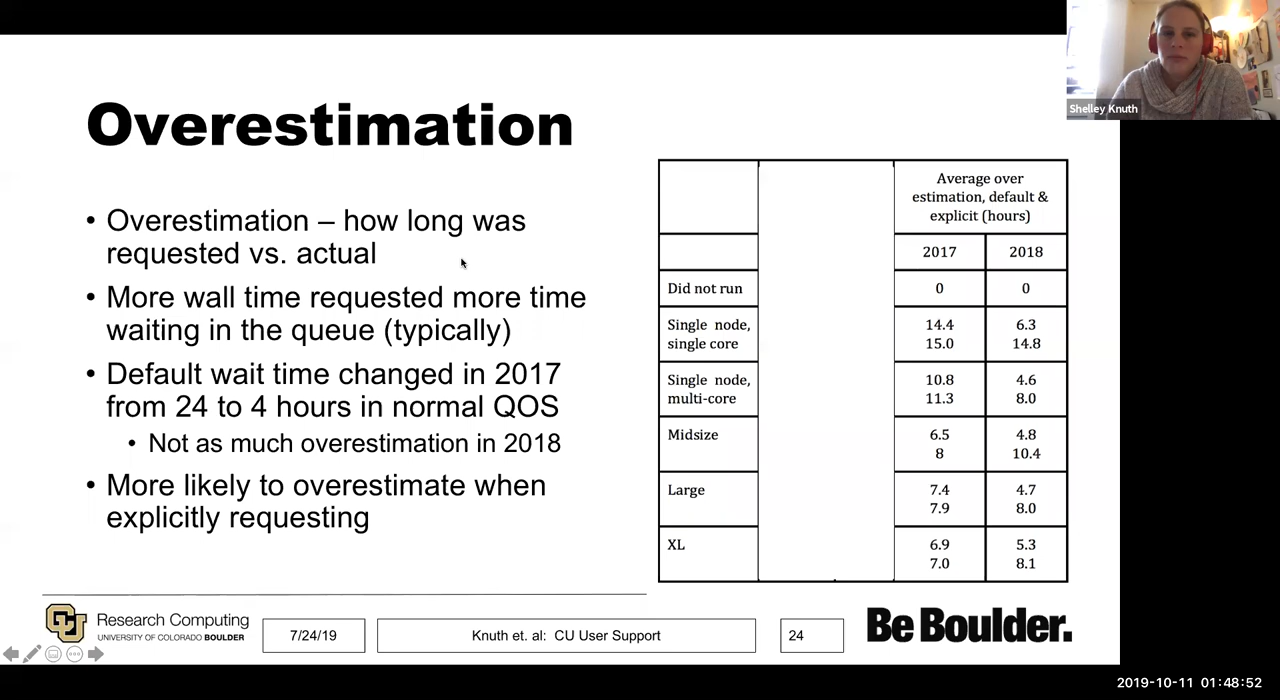 Shelley Knuth
Overestimation
• Overestimation – how long was
requested vs. actual
• More wall time requested more time
waiting in the queue (typically)
• Default wait time changed in 2017
from 24 to 4 hours in normal QOS
• Not as much overestimation in 2018
• More likely to overestimate when
explicitly requesting
Average over
estimation, default &
explicit (hours)
2017 2018
Did not run 0 0
Single node, 14.4 6.3
single core 15.0 14.8
Single node, 10.8 4.6
multi-core 11.3 8.0
Midsize 6.5 4.8
8 10.4
Large 7.4 4.7
7.9 8.0
XL 6.9 5.3
7.0 8.1
CU
Research Computing
UNIVERSITY OF COLORADO BOULDER
7/24/19
Knuth et. al: CU User Support
24
Be Boulder.
2019-10-11 01:48:52